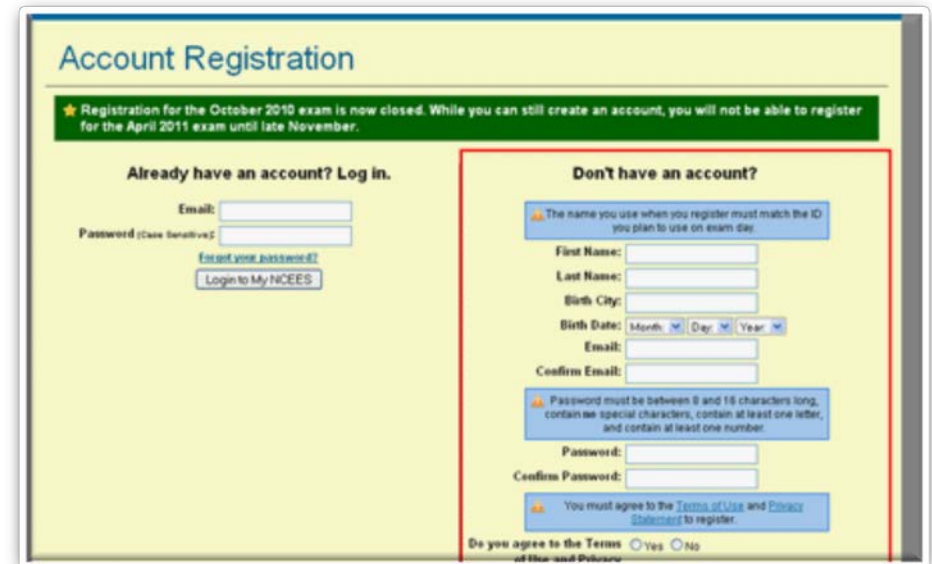 Account Registration
Registration for the October 2010 exam is now closed. While you can still create an account, you will not be able to register
for the April 2011 exam until late November.
Already have an account? Log in.
Email:
Password (Case Sensitive):
Forgot your password?
Login to My NCEES
Don't have an account?
The name you use when you register must match the ID
you plan to use on exam day.
First Name:
Last Name:
Birth City:
Birth Date: Month: Day: Year:
Email:
Confirm Email:
Password must be between 8 and 16 characters long,
contain no special characters, contain at least one letter,
and contain at least one number.
Password:
Confirm Password:
You must agree to the Terms of Use and Privacy
Statement to register.
Do you agree to the Terms Yes No
of Use and Privacy